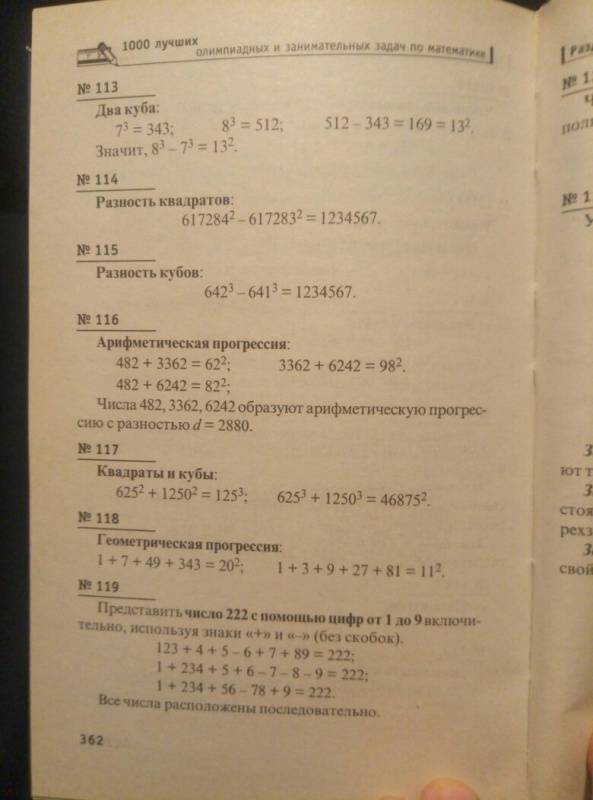 1000 лучших
олимпиадных и занимательных задач по математике
№ 113
Два куба:
7³ = 343; 8³ = 512; 512 – 343 = 169 = 13².
Значит, 8³ – 7³ = 13².
№ 114
Разность квадратов:
617284² – 617283² = 1234567.
№ 115
Разность кубов:
642³ – 641³ = 1234567.
№ 116
Арифметическая прогрессия:
482 + 3362 = 62²; 3362 + 6242 = 98².
482 + 6242 = 82²;
Числа 482, 3362, 6242 образуют арифметическую прогрес-
сию с разностью d = 2880.
№ 117
Квадраты и кубы:
625² + 1250² = 125³; 625³ + 1250³ = 46875².
№ 118
Геометрическая прогрессия:
1 + 7 + 49 + 343 = 20²; 1 + 3 + 9 + 27 + 81 = 11².
№ 119
Представить число 222 с помощью цифр от 1 до 9 включи-
тельно, используя знаки «+» и «–» (без скобок).
123 + 4 + 5 – 6 + 7 + 89 = 222;
1 + 234 + 5 + 6 – 7 – 8 – 9 = 222;
1 + 234 + 56 – 78 + 9 = 222.
Все числа расположены последовательно.
362